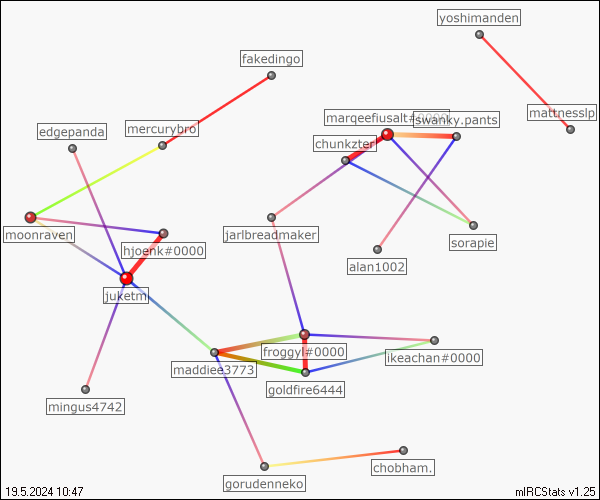 yoshimanden
fakedingo
mattnesslp
marqeefiusalt#0000
swanky.pants
edgepanda
mercurybro
chunkzter
moonraven
jarlbreadmaker
sorapie
hjoenk#0000
alan1002
juketm
froggyl#0000
ikeachan#0000
maddiee3773
goldfire6444
mingus4742
chobham.
gorudenneko
19.5.2024 10:47
mIRCStats v1.25